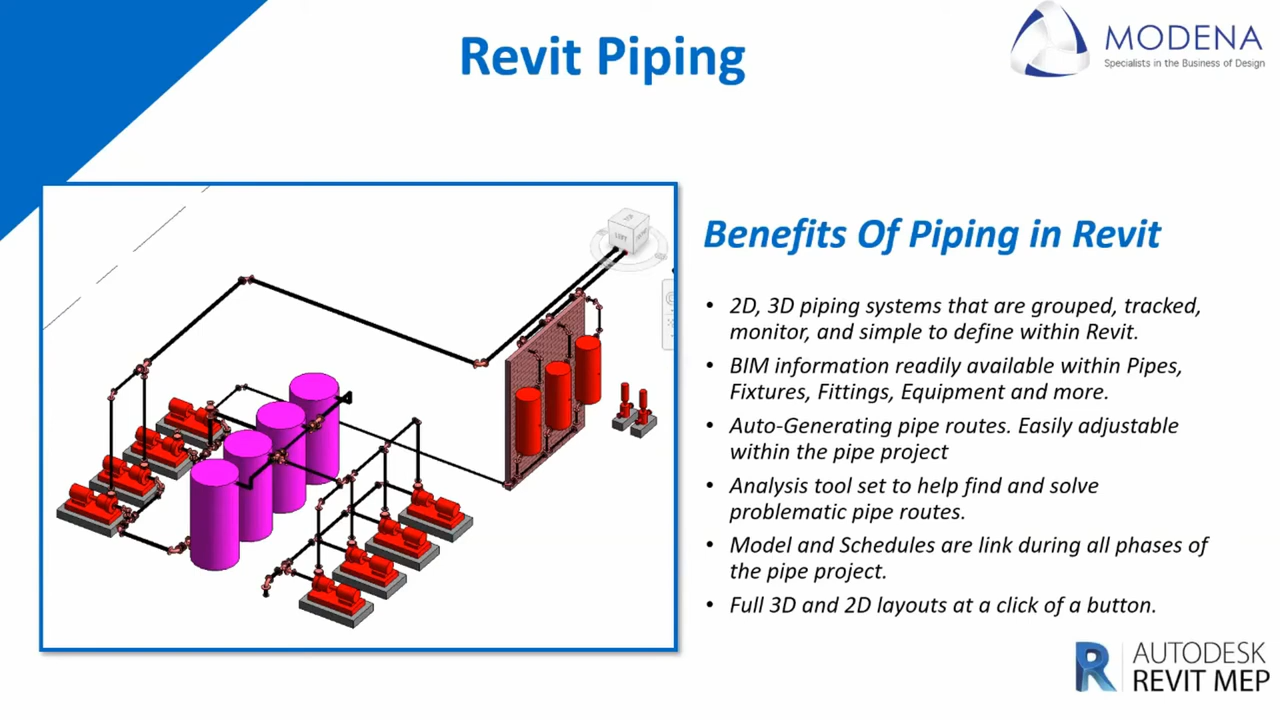 Revit Piping
MODENA
Specialists in the Business of Design
TOP
LEFT
Benefits Of Piping in Revit
• 2D, 3D piping systems that are grouped, tracked,
monitor, and simple to define within Revit.
• BIM information readily available within Pipes,
Fixtures, Fittings, Equipment and more.
• Auto-Generating pipe routes. Easily adjustable
within the pipe project
• Analysis tool set to help find and solve
problematic pipe routes.
• Model and Schedules are link during all phases of
the pipe project.
• Full 3D and 2D layouts at a click of a button.
R
AUTODESK
REVIT MEP